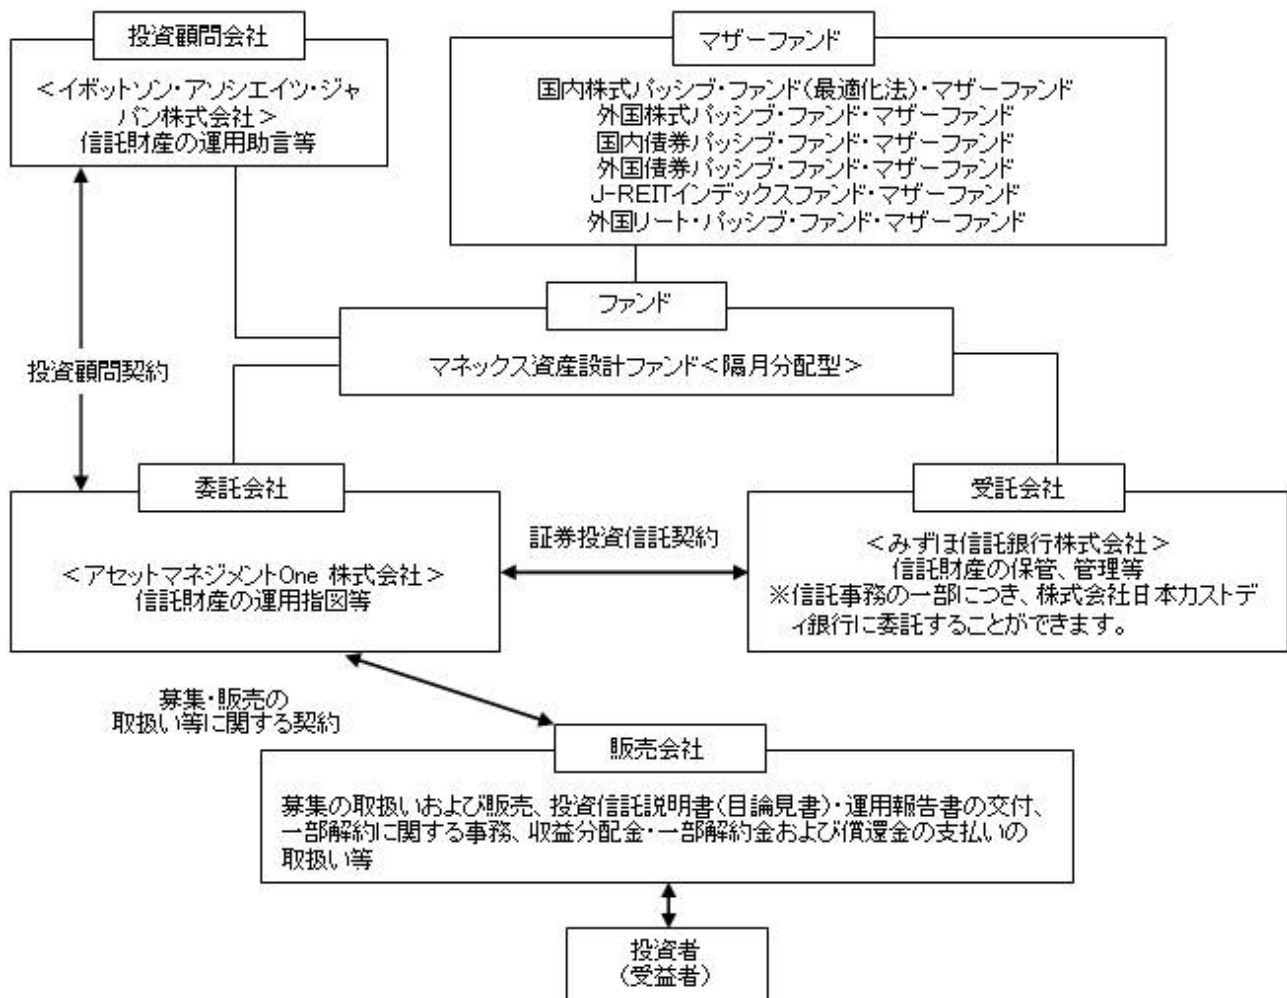 投資顧問会社
＜イボットソン・アソシエイツ・ジャ
パン株式会社＞
信託財産の運用助言等
マザーファンド
国内株式パッシブ・ファンド（最適化法）・マザーファンド
外国株式パッシブ・ファンド・マザーファンド
国内債券パッシブ・ファンド・マザーファンド
外国債券パッシブ・ファンド・マザーファンド
J-REITインデックスファンド・マザーファンド
外国リート・パッシブ・ファンド・マザーファンド
ファンド
マネックス資産設計ファンド＜隔月分配型＞
投資顧問契約
委託会社
＜アセットマネジメントOne 株式会社＞
信託財産の運用指図等
証券投資信託契約
受託会社
＜みずほ信託銀行株式会社＞
信託財産の保管、管理等
※信託事務の一部につき、株式会社日本カストデ
ィ銀行に委託することができます。
募集・販売の
取扱い等に関する契約
販売会社
募集の取扱いおよび販売、投資信託説明書（目論見書）・運用報告書の交付、
一部解約に関する事務、収益分配金・一部解約金および償還金の支払いの
取扱い等
投資者
（受益者）